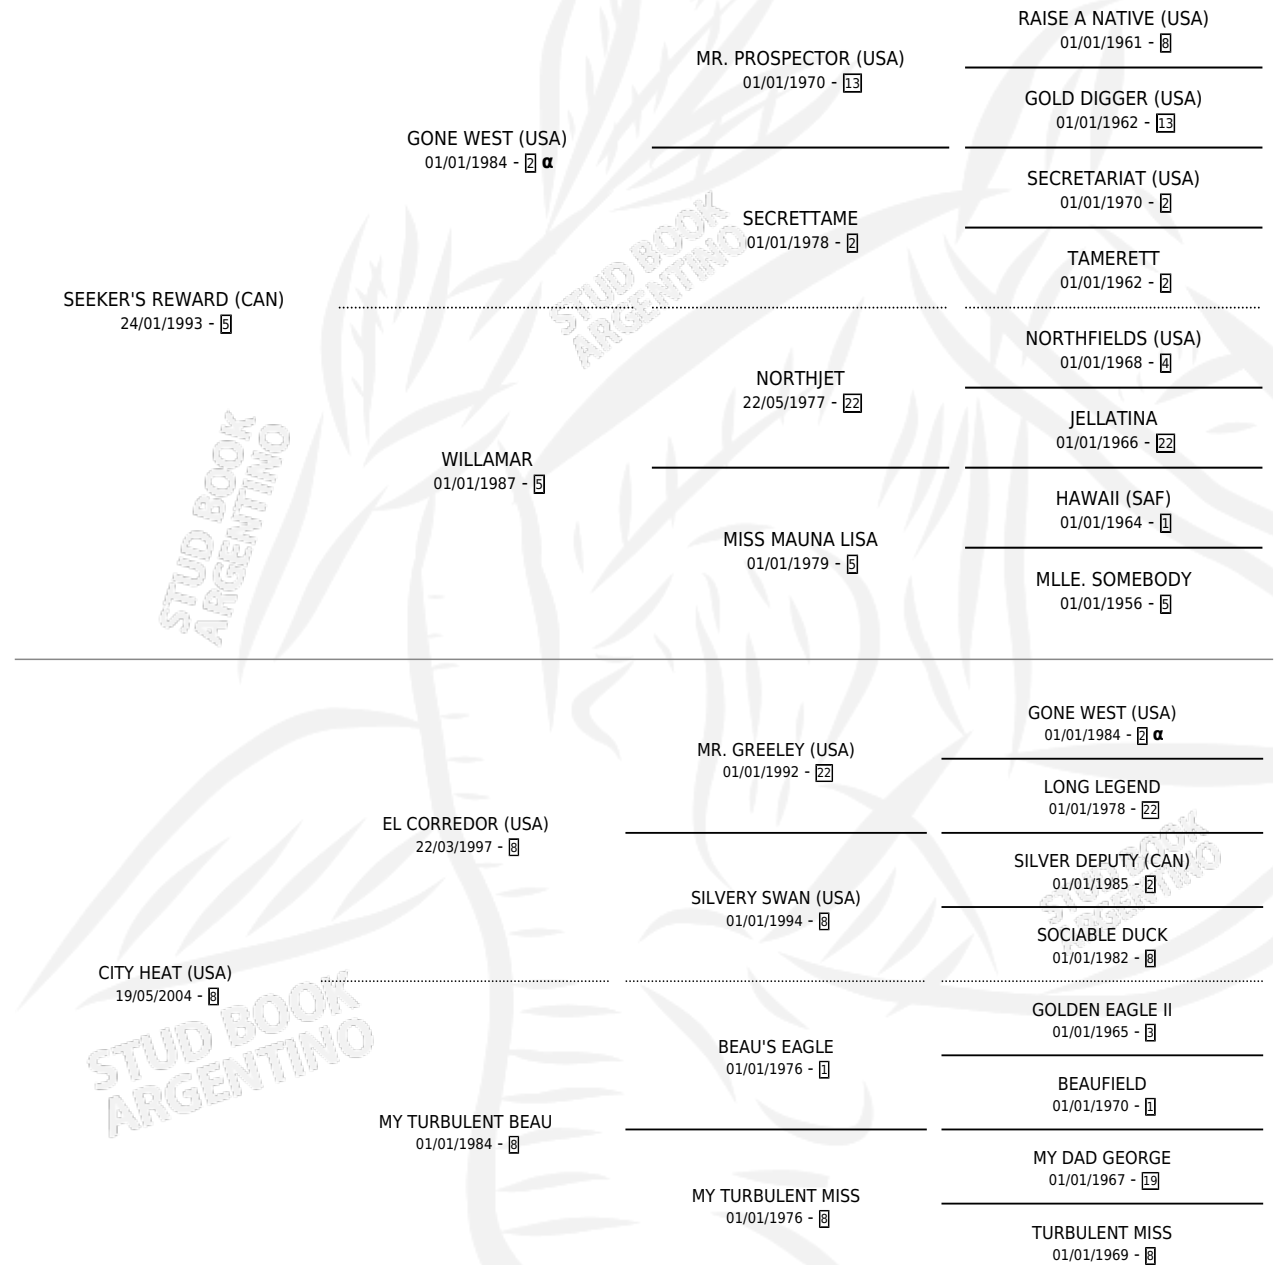 RAISE A NATIVE (USA)
01/01/1961 - 8
MR. PROSPECTOR (USA)
01/01/1970 - 13
GOLD DIGGER (USA)
01/01/1962 - 13
GONE WEST (USA)
01/01/1984 - 2 α
SECRETARIAT (USA)
01/01/1970 - 2
SECRETTAME
01/01/1978 - 2
TAMERETT
01/01/1962 - 2
SEEKER'S REWARD (CAN)
24/01/1993 - 5
STUD BOOK
ARGENTINO
NORTHFIELDS (USA)
01/01/1968 - 4
NORTHJET
22/05/1977 - 22
JELLATINA
01/01/1966 - 22
WILLAMAR
01/01/1987 - 5
HAWAII (SAF)
01/01/1964 - 1
MISS MAUNA LISA
01/01/1979 - 5
MLLE. SOMEBODY
01/01/1956 - 5
STUD BOOK
ARGENTINO
GONE WEST (USA)
01/01/1984 - 2 α
MR. GREELEY (USA)
01/01/1992 - 22
LONG LEGEND
01/01/1978 - 22
EL CORREDOR (USA)
22/03/1997 - 8
SILVER DEPUTY (CAN)
01/01/1985 - 2
STUD BOOK
ARGENTINO
SILVERY SWAN (USA)
01/01/1994 - 8
SOCIABLE DUCK
01/01/1982 - 8
CITY HEAT (USA)
19/05/2004 - 8
STUD BOOK
ARGENTINO
GOLDEN EAGLE II
01/01/1965 - 3
BEAU'S EAGLE
01/01/1976 - 1
BEAUFIELD
01/01/1970 - 1
MY TURBULENT BEAU
01/01/1984 - 8
MY DAD GEORGE
01/01/1967 - 19
MY TURBULENT MISS
01/01/1976 - 8
TURBULENT MISS
01/01/1969 - 8